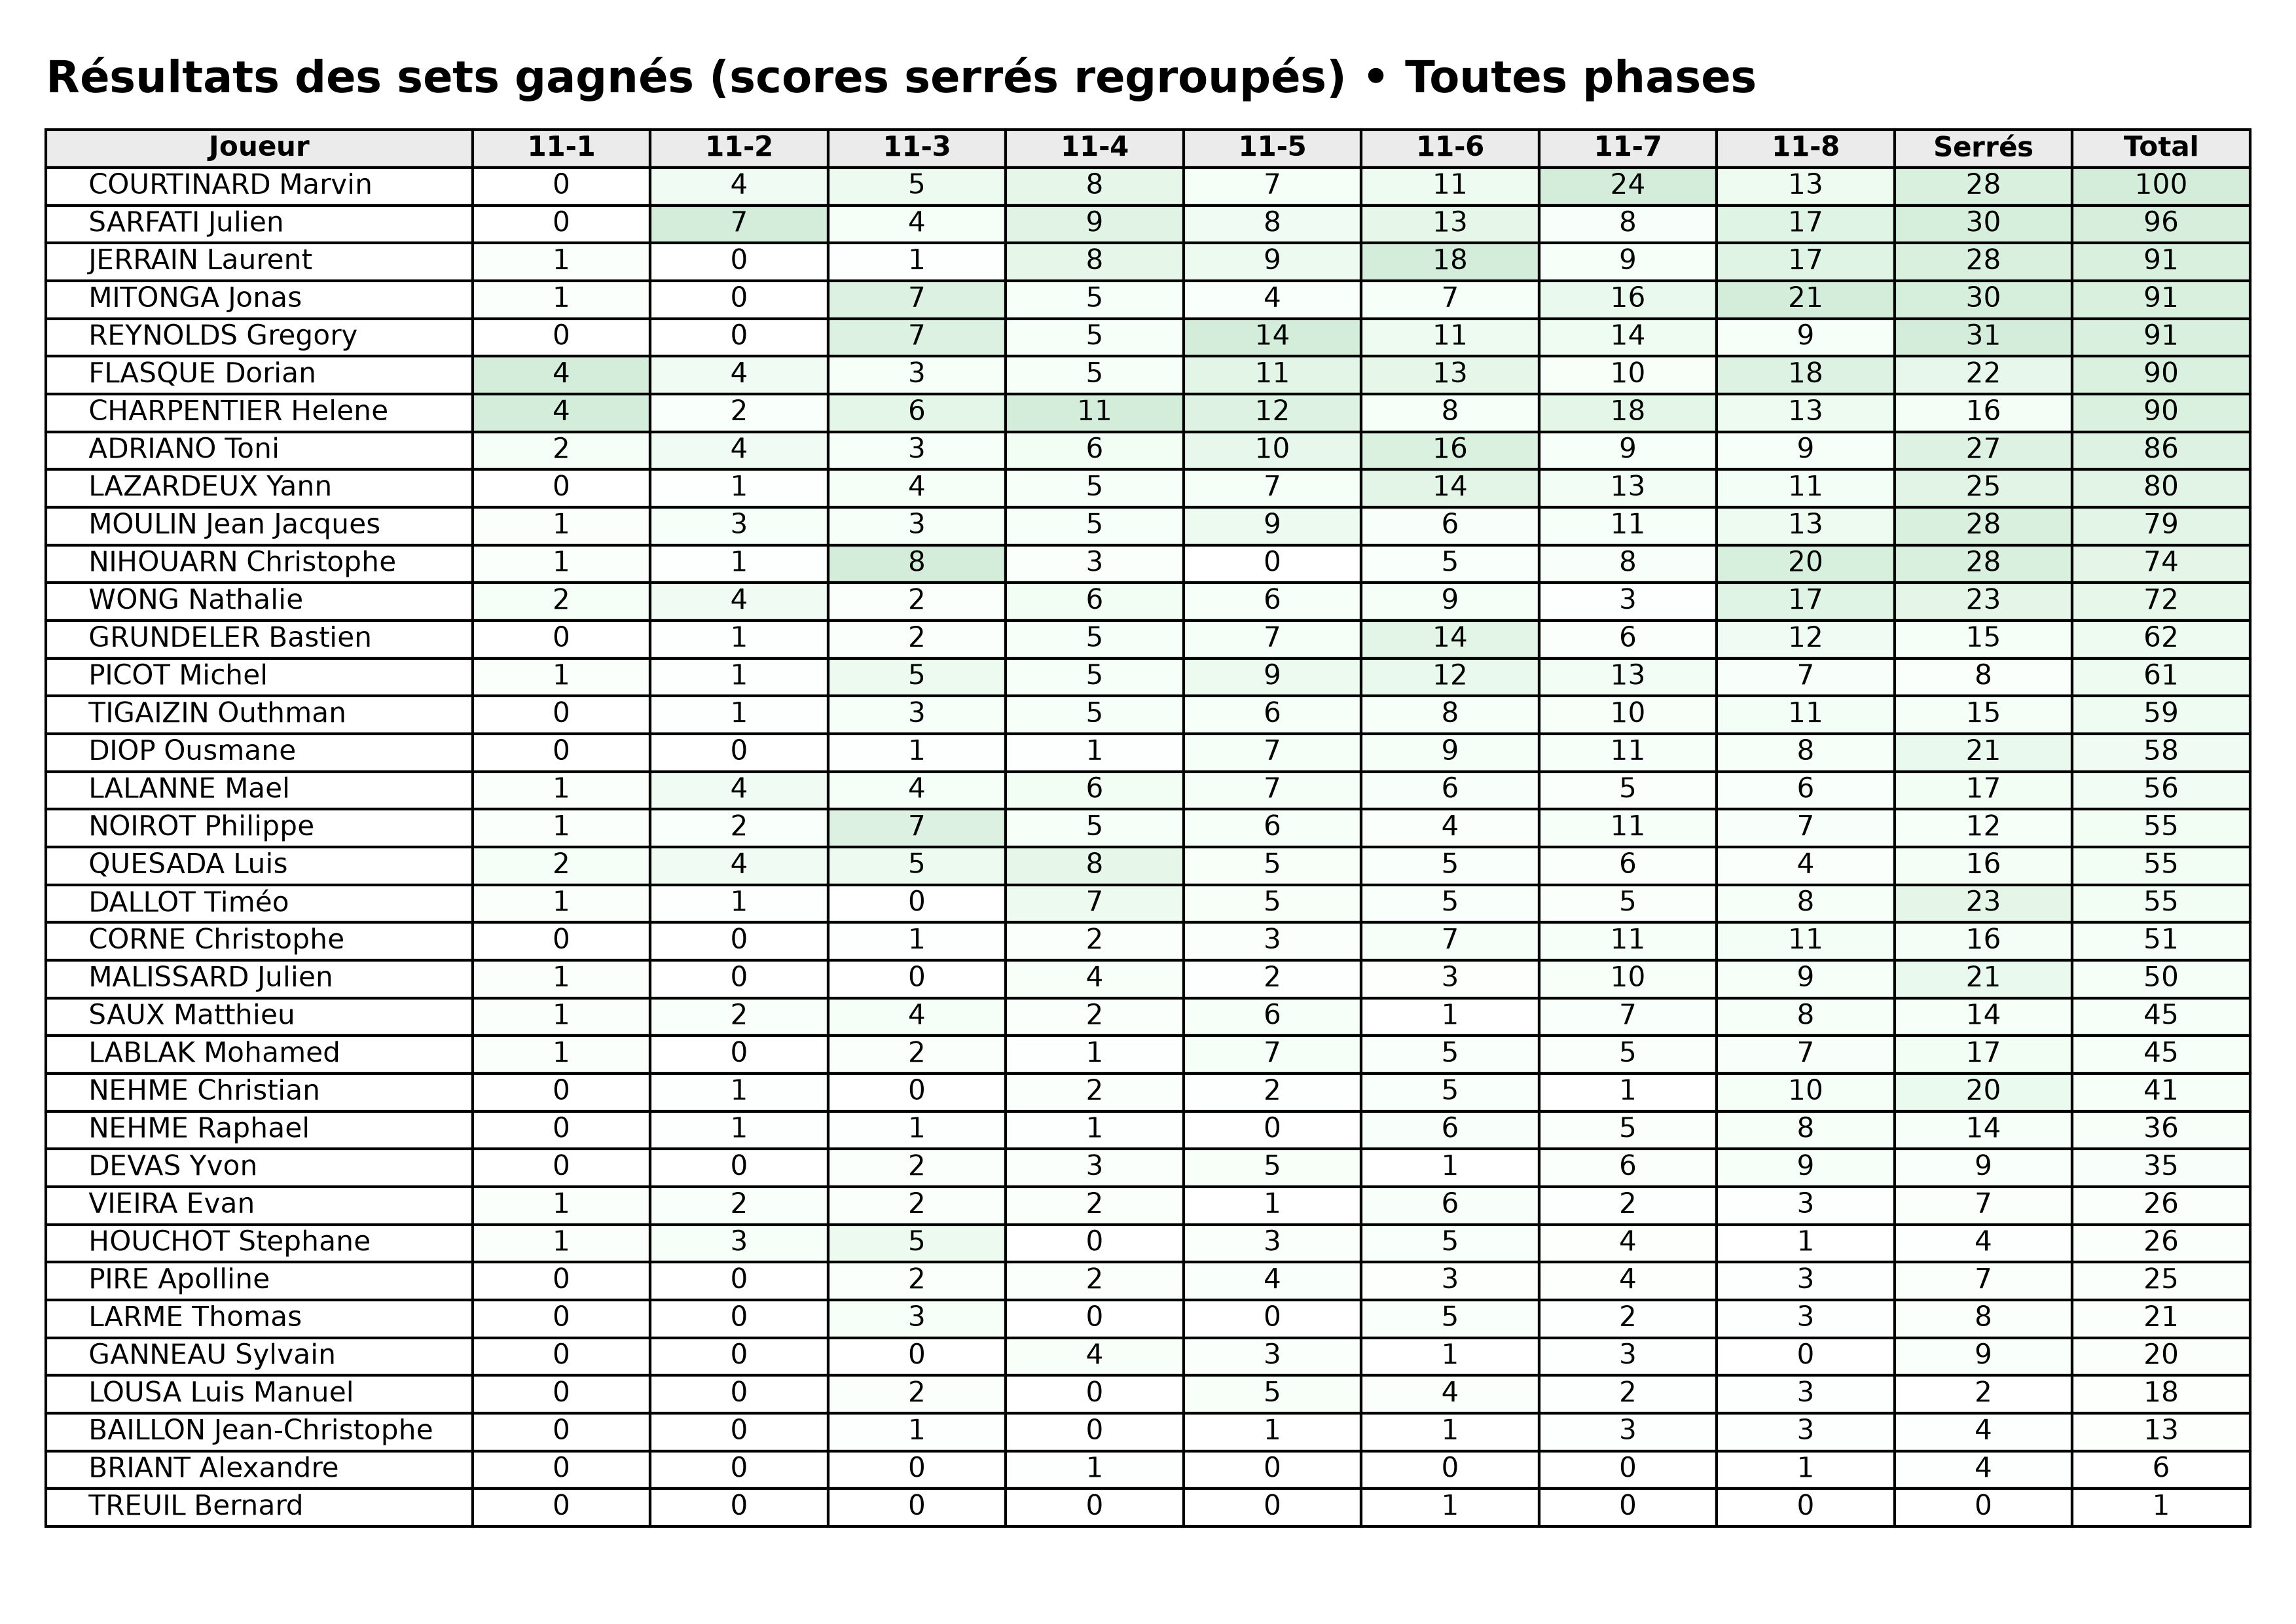 Résultats des sets gagnés (scores serrés regroupés) • Toutes phases
Joueur 11-1 11-2 11-3 11-4 11-5 11-6 11-7 11-8 Serrés Total
COURTINARD Marvin 0 4 5 8 7 11 24 13 28 100
SARFATI Julien 0 7 4 9 8 13 8 17 30 96
JERRAIN Laurent 1 0 1 8 9 18 9 17 28 91
MITONGA Jonas 1 0 7 5 4 7 16 21 30 91
REYNOLDS Gregory 0 0 7 5 14 11 14 9 31 91
FLASQUE Dorian 4 4 3 5 11 13 10 18 22 90
CHARPENTIER Helene 4 2 6 11 12 8 18 13 16 90
ADRIANO Toni 2 4 3 6 10 16 9 9 27 86
LAZARDEUX Yann 0 1 4 5 7 14 13 11 25 80
MOULIN Jean Jacques 1 3 3 5 9 6 11 13 28 79
NIHOUARN Christophe 1 1 8 3 0 5 8 20 28 74
WONG Nathalie 2 4 2 6 6 9 3 17 23 72
GRUNDELER Bastien 0 1 2 5 7 14 6 12 15 62
PICOT Michel 1 1 5 5 9 12 13 7 8 61
TIGAIZIN Outhman 0 1 3 5 6 8 10 11 15 59
DIOP Ousmane 0 0 1 1 7 9 11 8 21 58
LALANNE Mael 1 4 4 6 7 6 5 6 17 56
NOIROT Philippe 1 2 7 5 6 4 11 7 12 55
QUESADA Luis 2 4 5 8 5 5 6 4 16 55
DALLOT Timéo 1 1 0 7 5 5 5 8 23 55
CORNE Christophe 0 0 1 2 3 7 11 11 16 51
MALISSARD Julien 1 0 0 4 2 3 10 9 21 50
SAUX Matthieu 1 2 4 2 6 1 7 8 14 45
LABLAK Mohamed 1 0 2 1 7 5 5 7 17 45
NEHME Christian 0 1 0 2 2 5 1 10 20 41
NEHME Raphael 0 1 1 1 0 6 5 8 14 36
DEVAS Yvon 0 0 2 3 5 1 6 9 9 35
VIEIRA Evan 1 2 2 2 1 6 2 3 7 26
HOUCHOT Stephane 1 3 5 0 3 5 4 1 4 26
PIRE Apolline 0 0 2 2 4 3 4 3 7 25
LARME Thomas 0 0 3 0 0 5 2 3 8 21
GANNEAU Sylvain 0 0 0 4 3 1 3 0 9 20
LOUSA Luis Manuel 0 0 2 0 5 4 2 3 2 18
BAILLON Jean-Christophe 0 0 1 0 1 1 3 3 4 13
BRIANT Alexandre 0 0 0 1 0 0 0 1 4 6
TREUIL Bernard 0 0 0 0 0 1 0 0 0 1